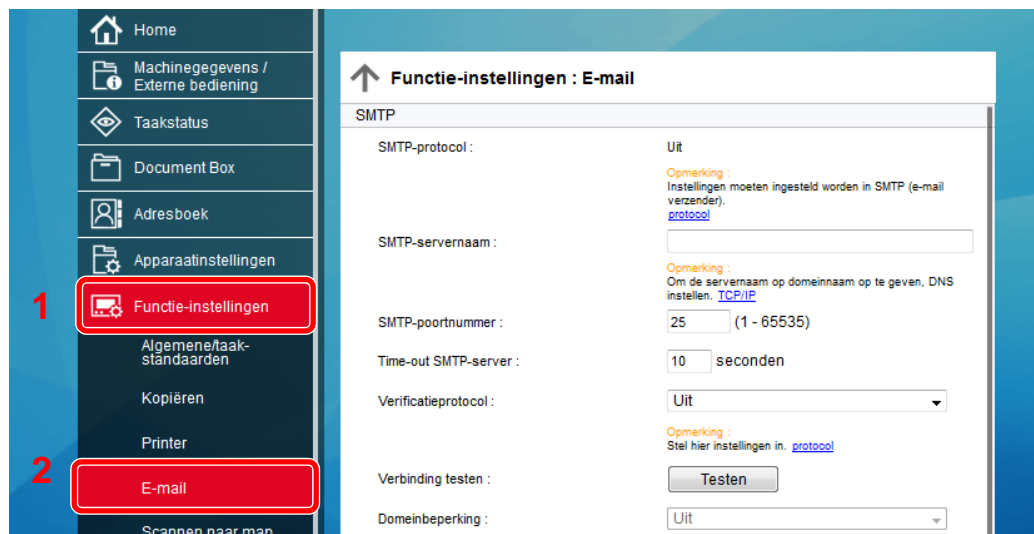 Home
Machinegegevens /
Externe bediening
Taakstatus
Document Box
Adresboek
Apparaatinstellingen
1
Functie-instellingen
Algemene/taak-
standaarden
Kopiëren
Printer
2
E-mail
Scannen naar map
Functie-instellingen : E-mail
SMTP
SMTP-protocol : Uit
Opmerking :
Instellingen moeten ingesteld worden in SMTP (e-mail
verzender).
protocol
SMTP-servernaam :
Opmerking :
Om de servernaam op domeinnaam op te geven, DNS
instellen. TCP/IP
SMTP-poortnummer : 25 (1 - 65535)
Time-out SMTP-server : 10 seconden
Verificatieprotocol : Uit
Opmerking :
Stel hier instellingen in. protocol
Verbinding testen : Testen
Domeinbeperking : Uit